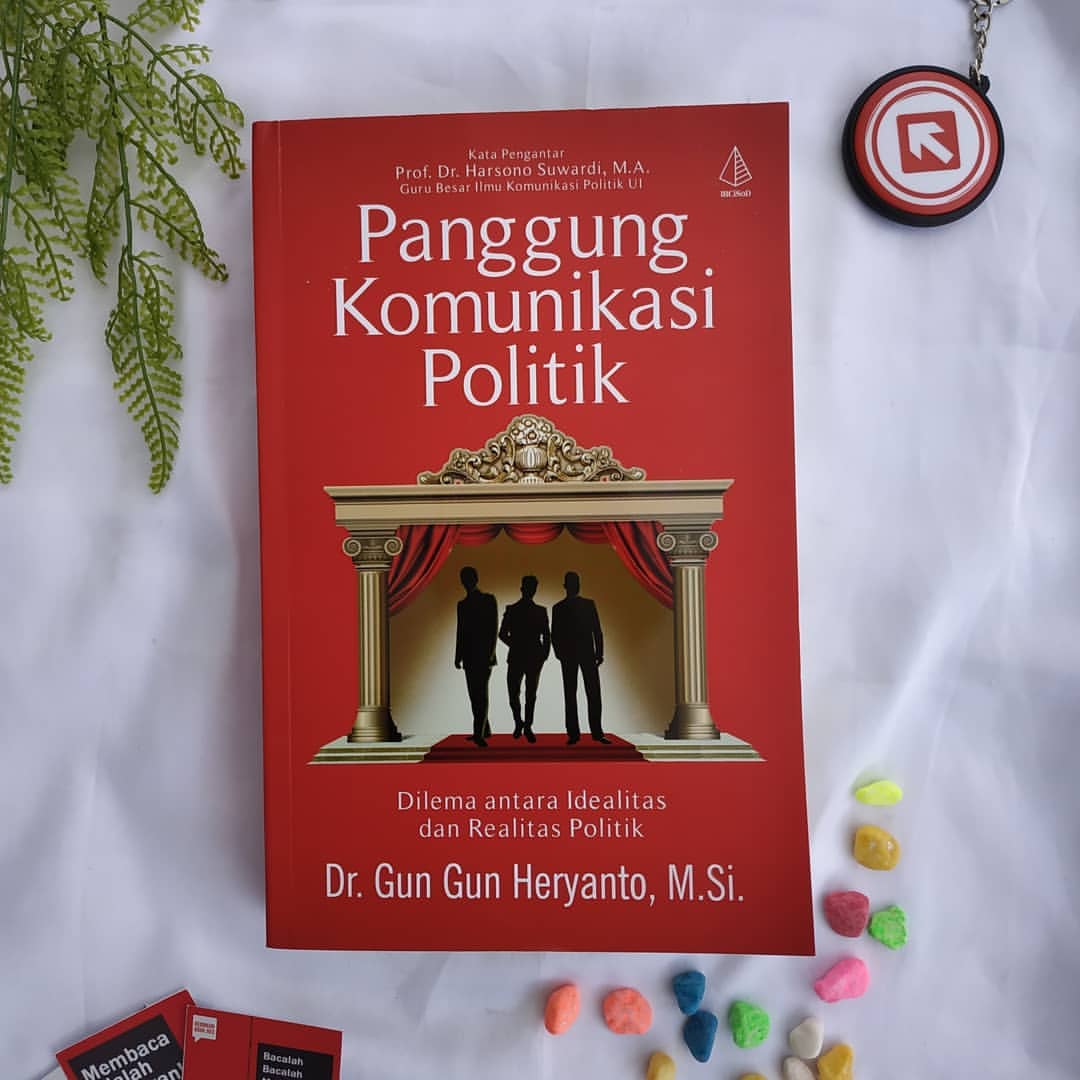 Kata Pengantar
Prof. Dr. Harsono Suwardi, M.A.
Guru Besar Ilmu Komunikasi Politik UI
IRCiSoD
Panggung
Komunikasi
Politik
Dilema antara Idealitas
dan Realitas Politik
Dr. Gun Gun Heryanto, M.Si.
Membaca
Bacalah
Bacalah